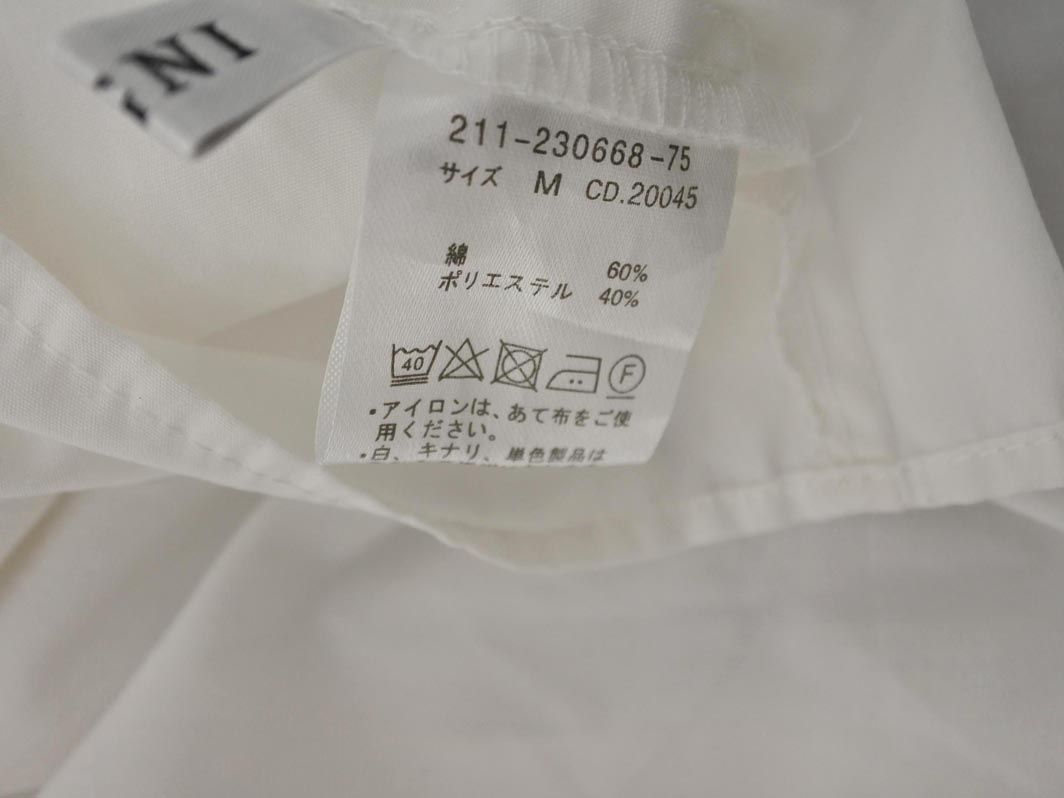 INI
211-230668-75
サイズ M CD.20045
綿 60%
ポリエステル 40%
40
F
・アイロンは、あて布をご使
用ください。
・白、キナリ、単色製品は